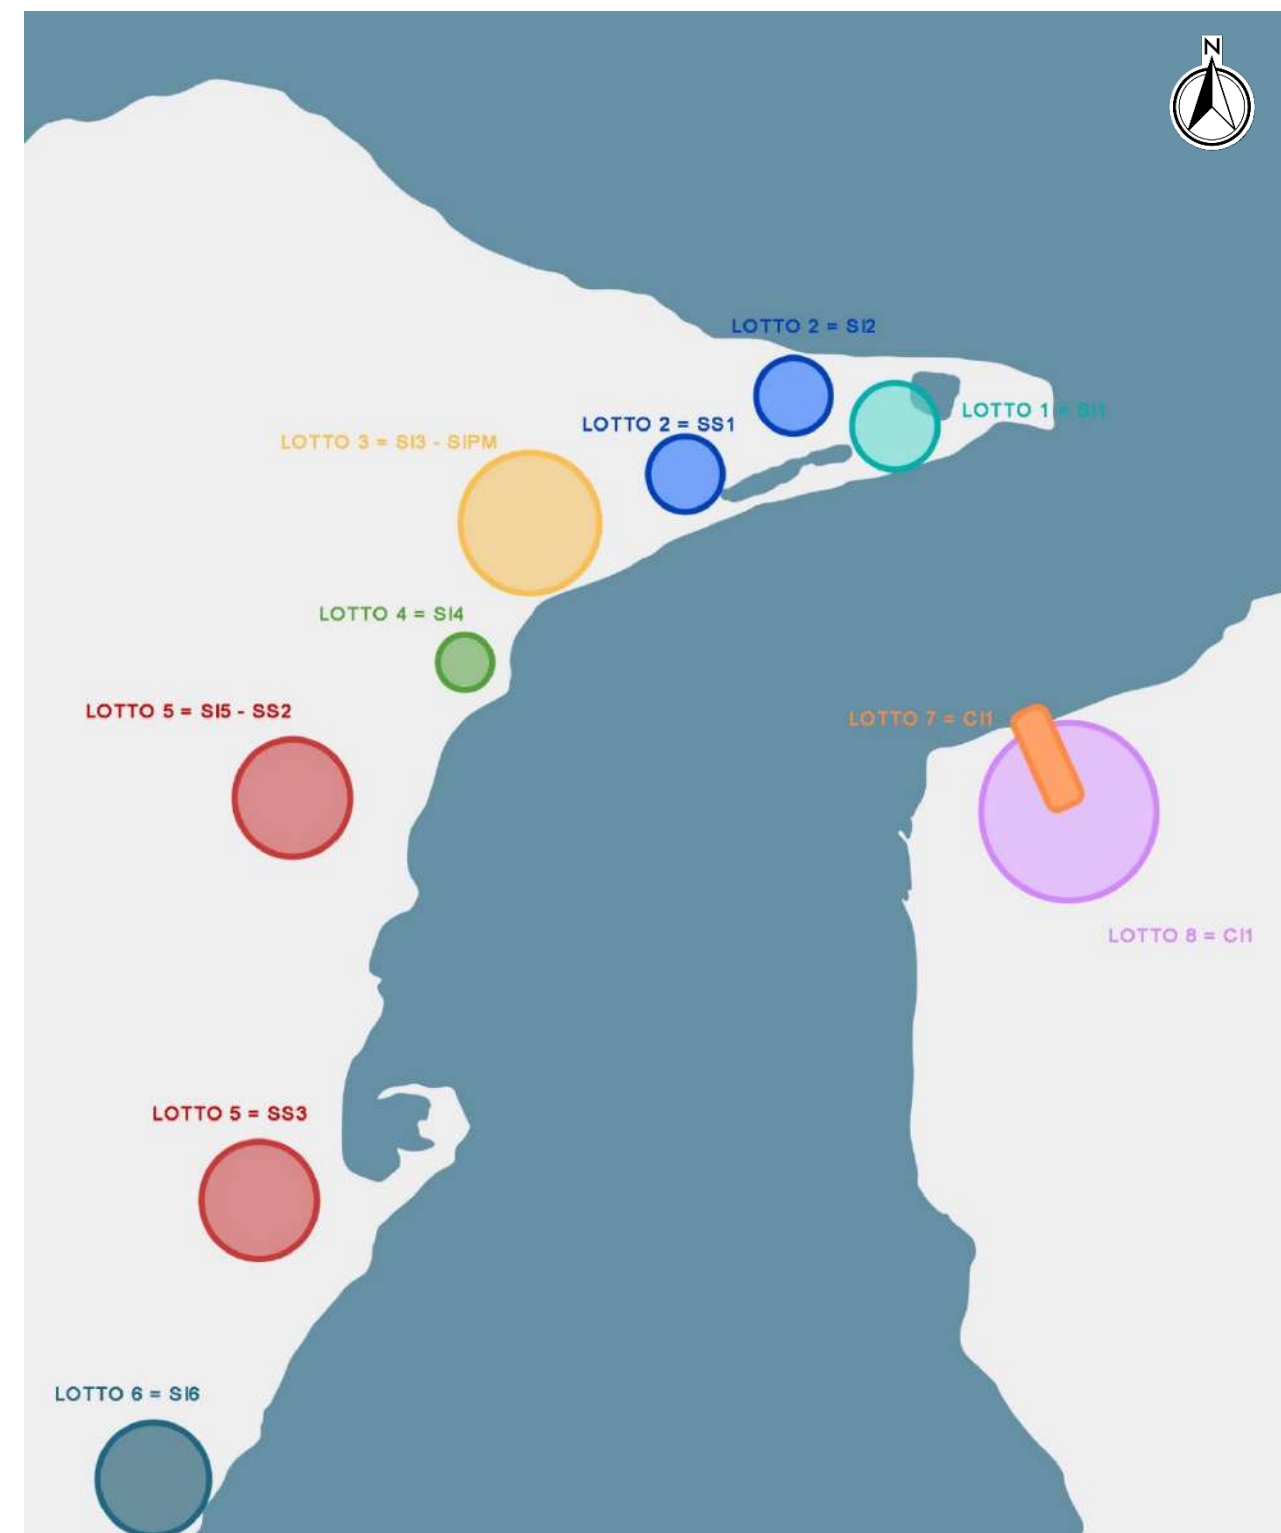 N
LOTTO 2 = SI2
LOTTO 1 = SI1
LOTTO 2 = SS1
LOTTO 3 = SI3 - SIPM
LOTTO 4 = SI4
LOTTO 5 = SI5 - SS2
LOTTO 7 = CI1
LOTTO 8 = CI1
LOTTO 5 = SS3
LOTTO 6 = SI6